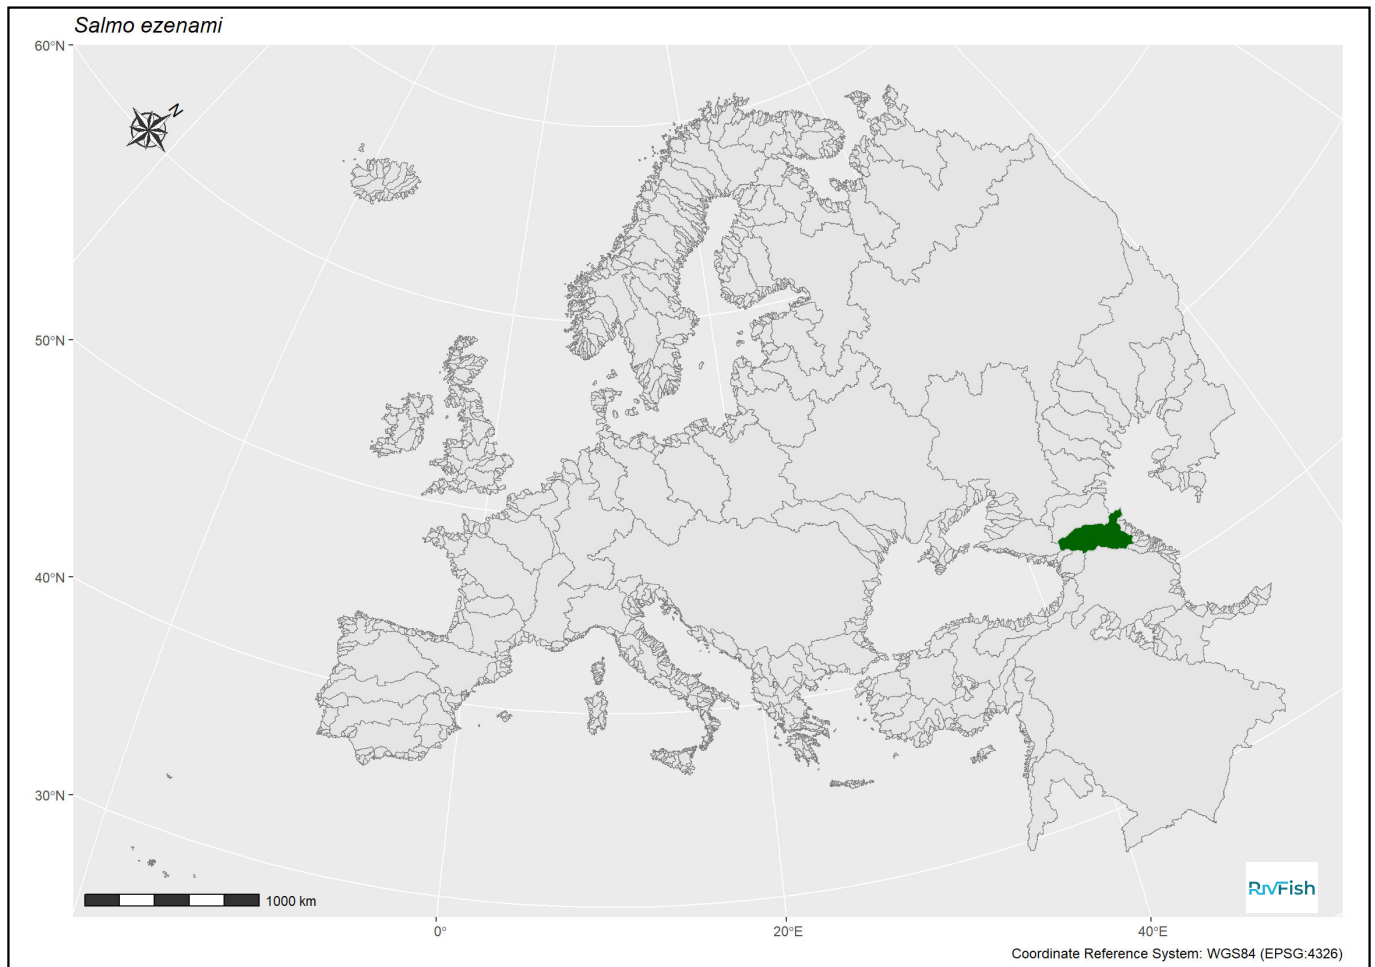 Salmo ezenami
60°N
N
50°N
40°N
30°N
1000 km
RivFish
0°
20°E
40°E
Coordinate Reference System: WGS84 (EPSG:4326)